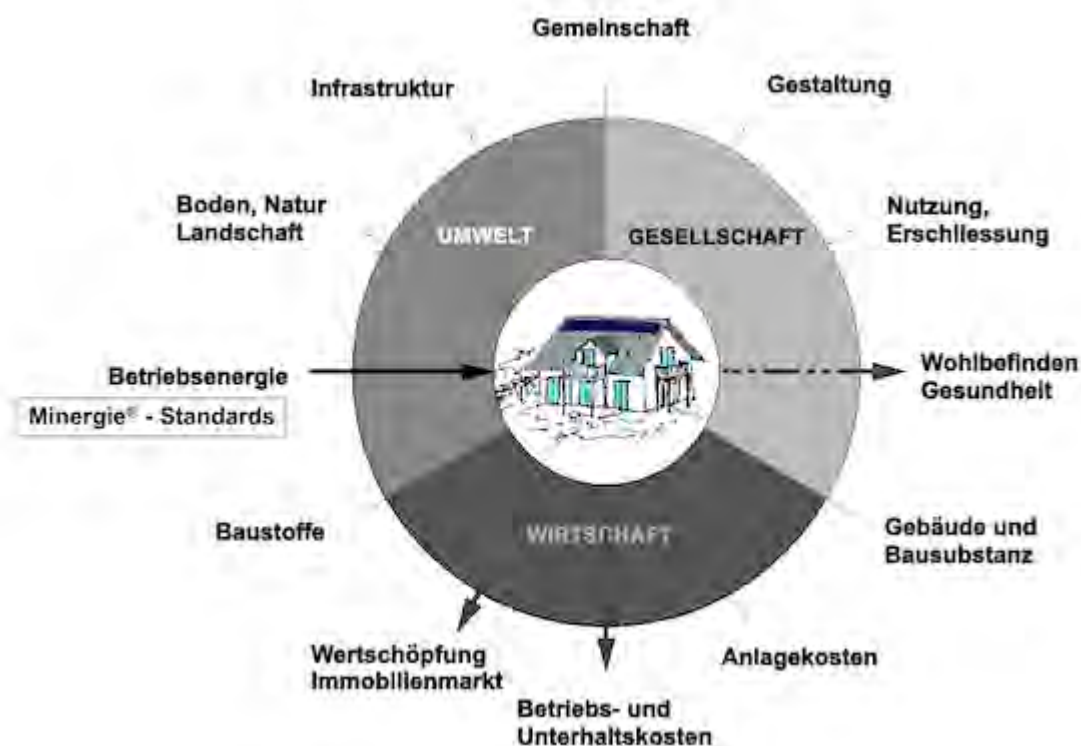 Gemeinschaft
Infrastruktur
Gestaltung
Boden, Natur
Landschaft
UMWELT
GESELLSCHAFT
Nutzung,
Erschliessung
Betriebsenergie
Minergie® - Standards
Wohlbefinden
Gesundheit
Baustoffe
WIRTSCHAFT
Gebäude und
Bausubstanz
Wertschöpfung
Immobilienmarkt
Anlagekosten
Betriebs- und
Unterhaltskosten